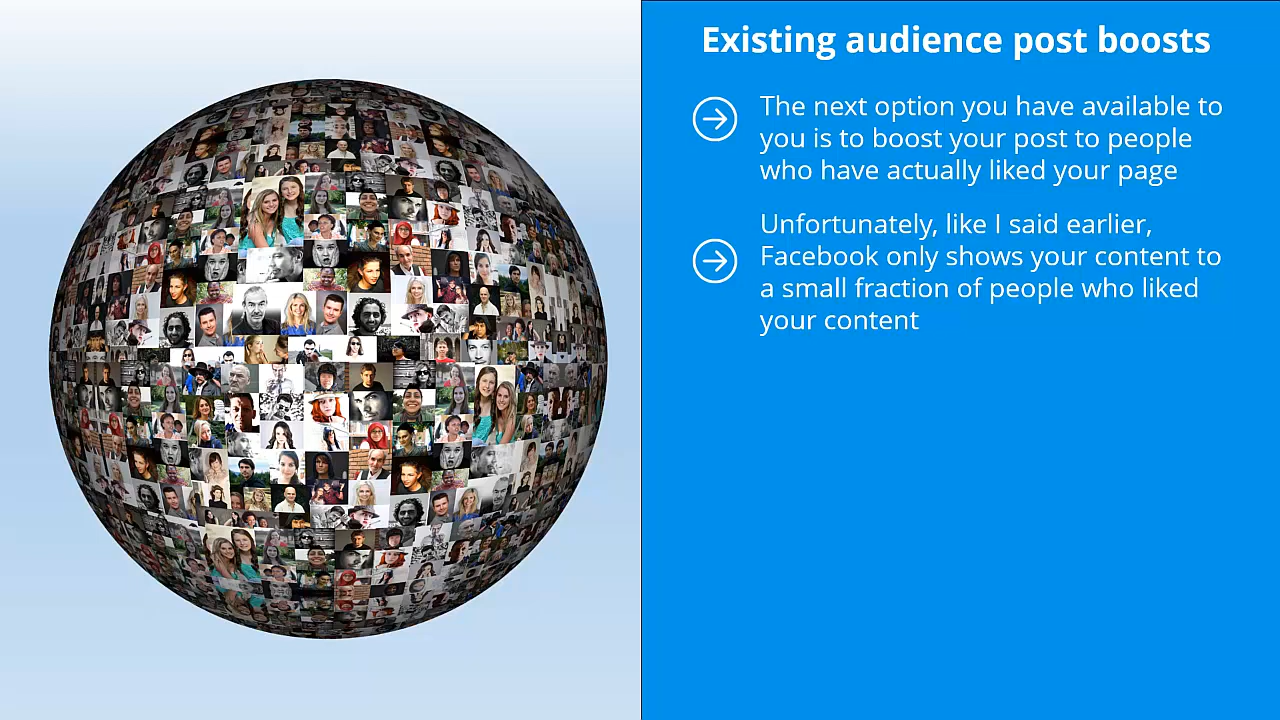 Existing audience post boosts
The next option you have available to
you is to boost your post to people
who have actually liked your page
Unfortunately, like I said earlier,
Facebook only shows your content to
a small fraction of people who liked
your content